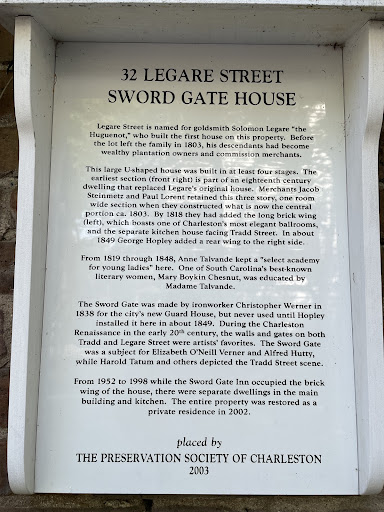 32 LEGARE STREET
SWORD GATE HOUSE
Legare Street is named for goldsmith Solomon Legare "the
Huguenot," who built the first house on this property. Before
the lot left the family in 1803, his descendants had become
wealthy plantation owners and commission merchants.
This large U-shaped house was built in at least four stages. The
earliest section (front right) is part of an eighteenth century
dwelling that replaced Legare's original house. Merchants Jacob
Steinmetz and Paul Lorent retained this three story, one room
wide section when they constructed what is now the central
portion ca. 1803. By 1818 they had added the long brick wing
(left), which boasts one of Charleston's most elegant ballrooms,
and the separate kitchen house facing Tradd Street. In about
1849 George Hopley added a rear wing to the right side.
From 1819 through 1848, Anne Talvande kept a "select academy
for young ladies" here. One of South Carolina's best-known
literary women, Mary Boykin Chesnut, was educated by
Madame Talvande.
The Sword Gate was made by ironworker Christopher Werner in
1838 for the city's new Guard House, but never used until Hopley
installed it here in about 1849. During the Charleston
Renaissance in the early 20th century, the walls and gates on both
Tradd and Legare Street were artists' favorites. The Sword Gate
was a subject for Elizabeth O'Neill Verner and Alfred Hutty,
while Harold Tatum and others depicted the Tradd Street scene.
From 1952 to 1998 while the Sword Gate Inn occupied the brick
wing of the house, there were separate dwellings in the main
building and kitchen. The entire property was restored as a
private residence in 2002.
placed by
THE PRESERVATION SOCIETY OF CHARLESTON
2003